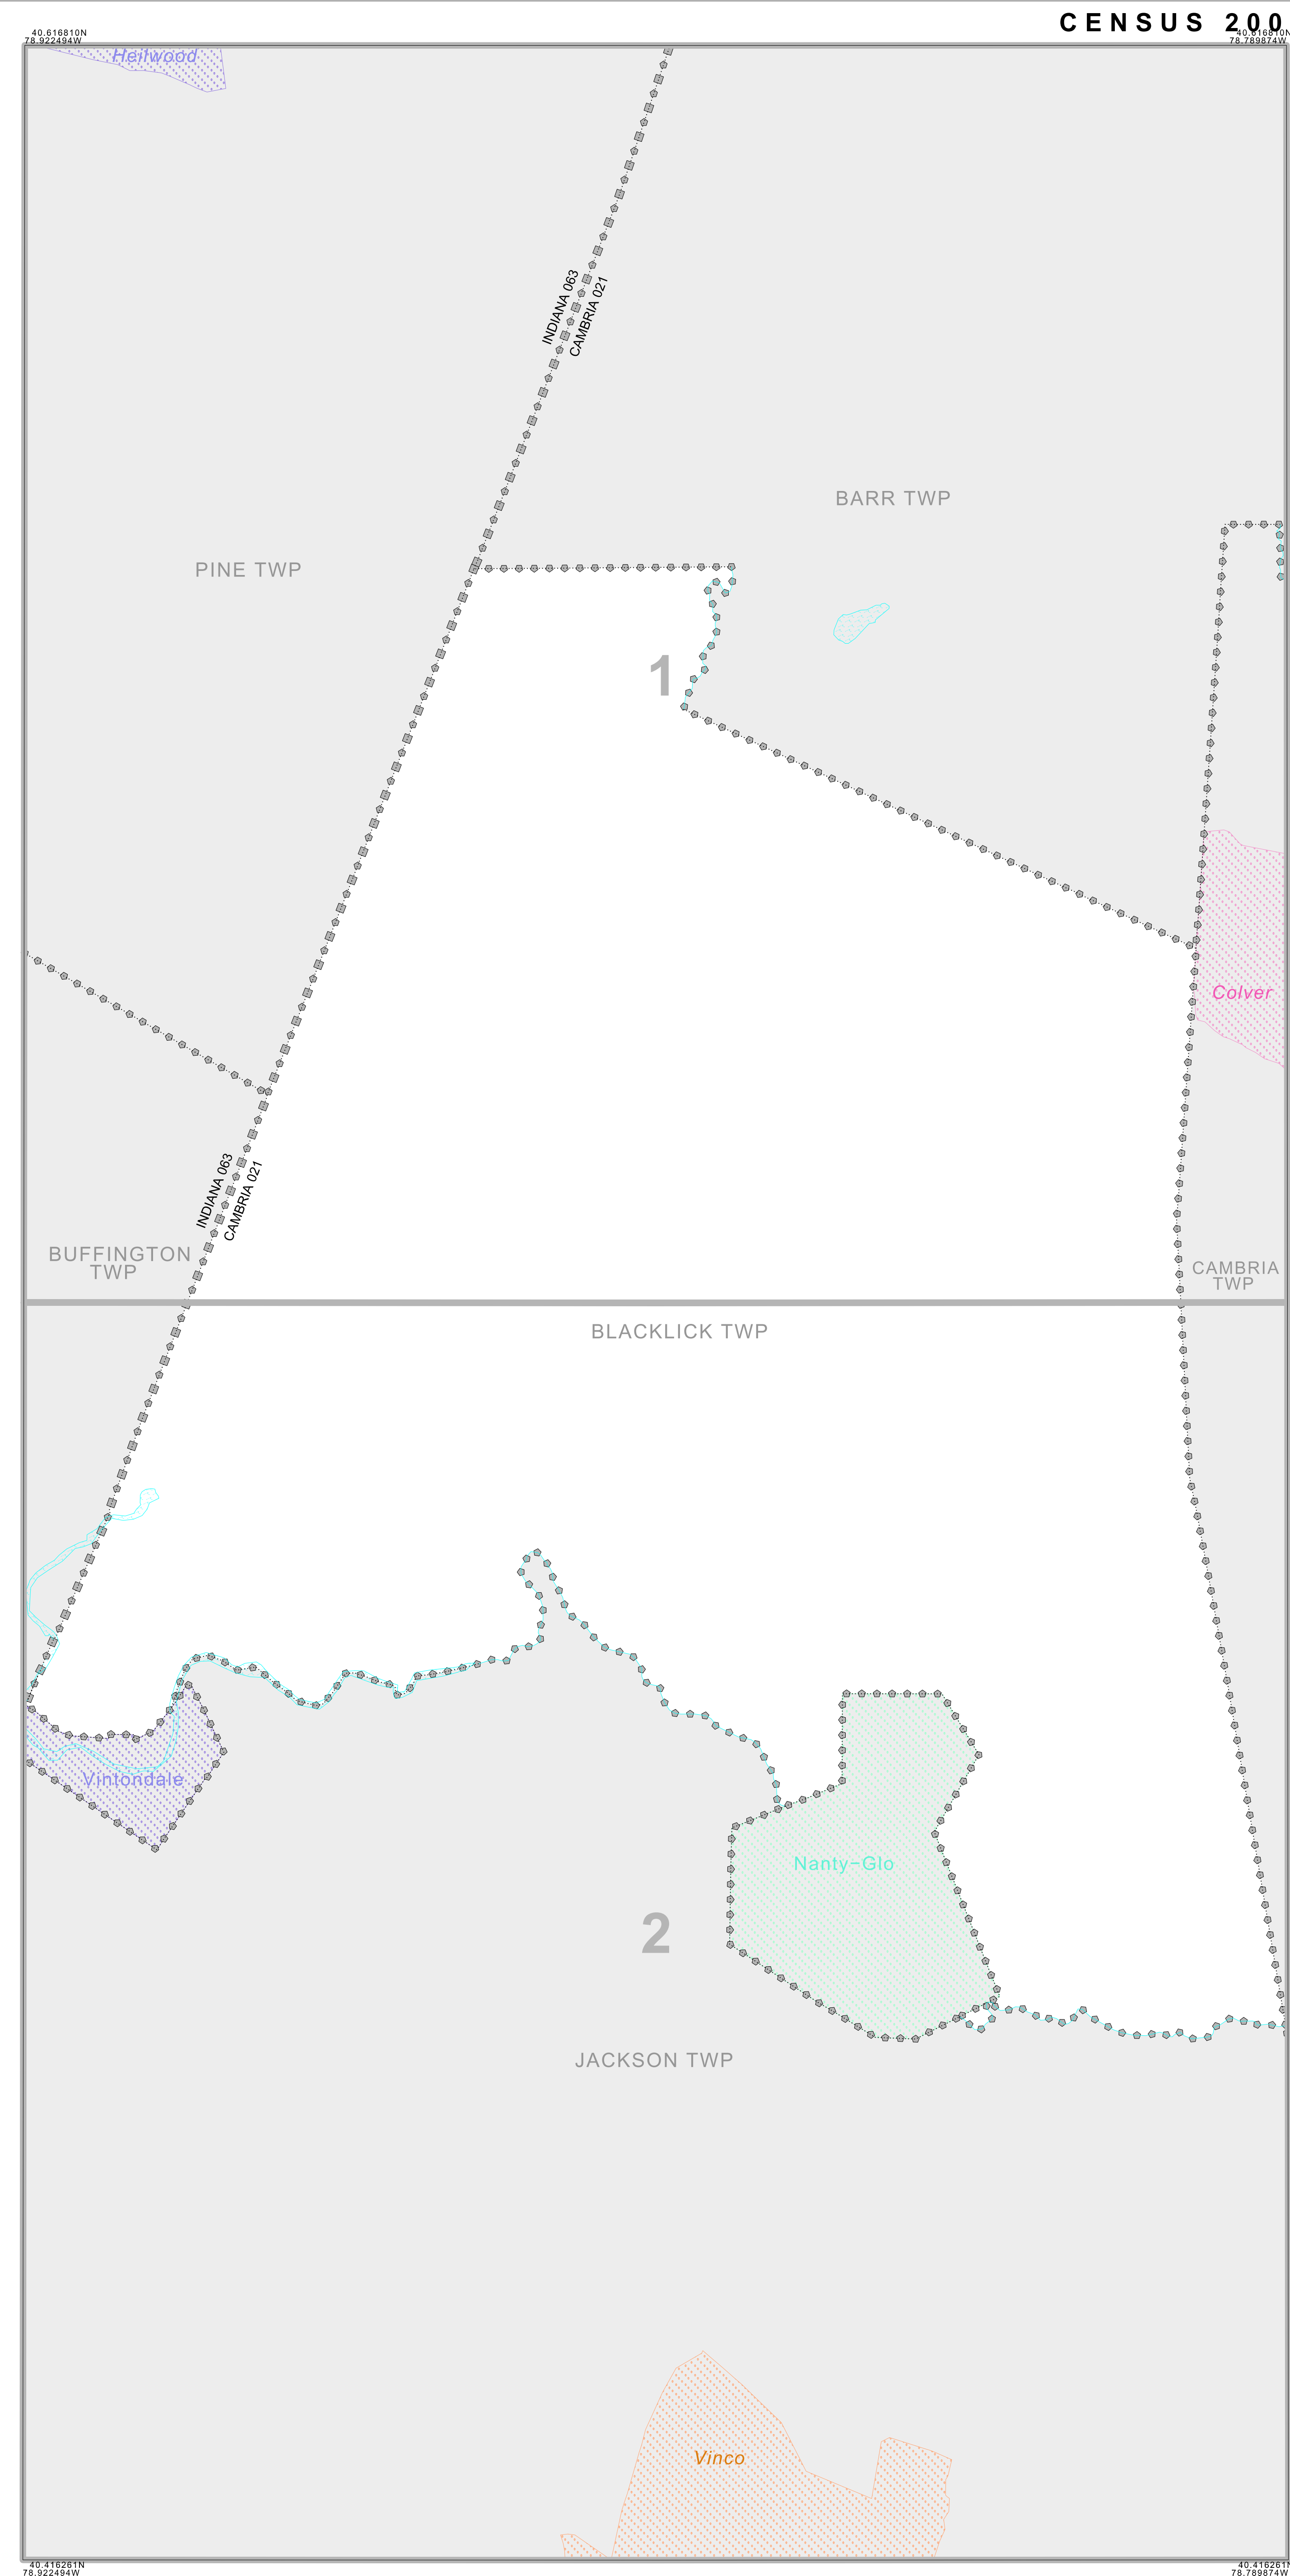 CENSUS 200
40.616810N
78.922494W
40.616810N
78.789874W
Heilwood
INDIANA 063
CAMBRIA 021
BARR TWP
PINE TWP
1
Colver
INDIANA 063
CAMBRIA 021
BUFFINGTON
TWP
CAMBRIA
TWP
BLACKLICK TWP
Vintondale
Nanty-Glo
2
JACKSON TWP
Vinco
40.416261N
78.922494W
40.416261N
78.789874W